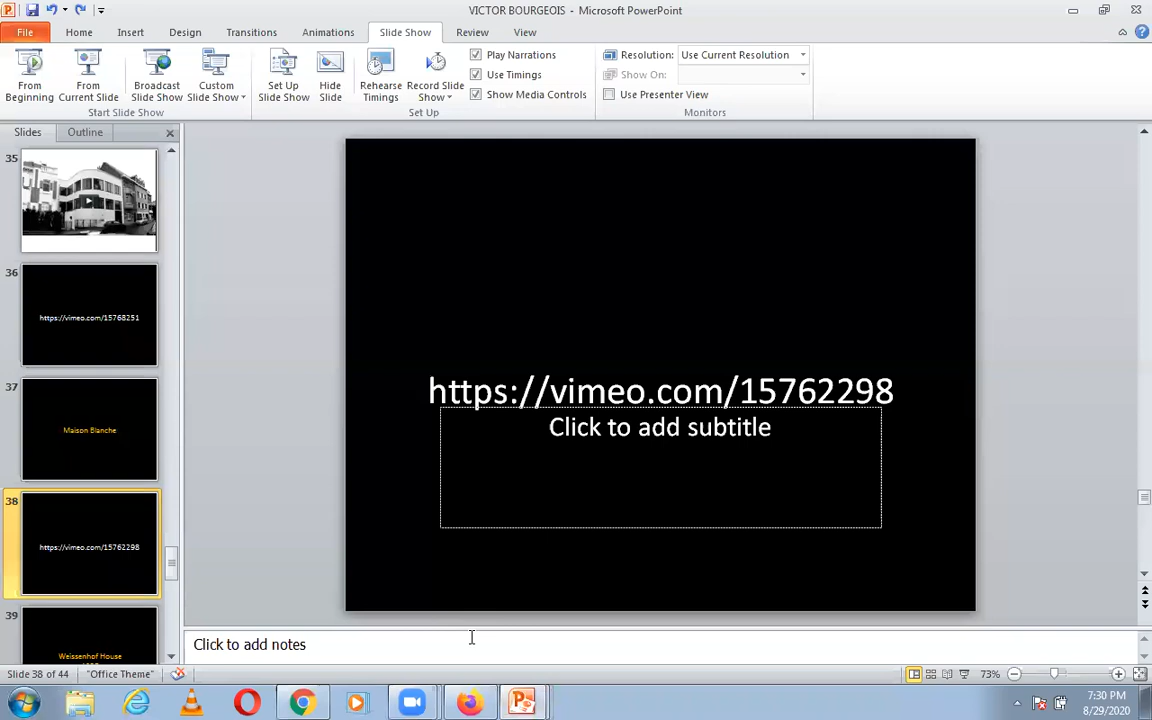 VICTOR BOURGEOIS - Microsoft PowerPoint
File Home Insert Design Transitions Animations Slide Show Review View
From Beginning
From Current Slide
Broadcast Slide Show
Custom Slide Show
Set Up Slide Show
Hide Slide
Rehearse Timings
Record Slide Show
Play Narrations
Use Timings
Show Media Controls
Resolution: Use Current Resolution
Show On:
Use Presenter View
Start Slide Show
Set Up
Monitors
Slides Outline
35
36
https://vimeo.com/15768251
37
Maison Blanche
38
https://vimeo.com/15762298
39
Weissenhof House
https://vimeo.com/15762298
Click to add subtitle
Click to add notes
Slide 38 of 44 "Office Theme" 73%
7:30 PM
8/29/2020